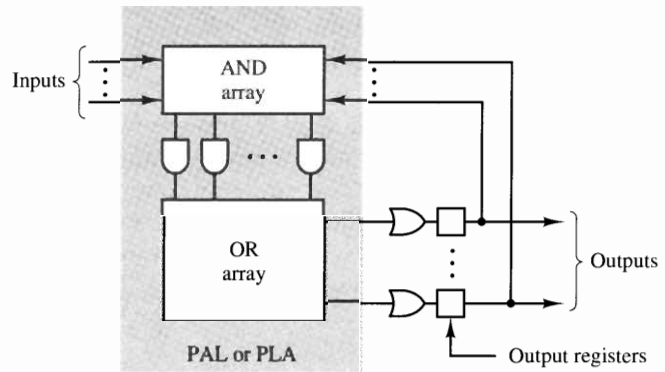 Inputs
AND
array
OR
array
Outputs
PAL or PLA
Output registers